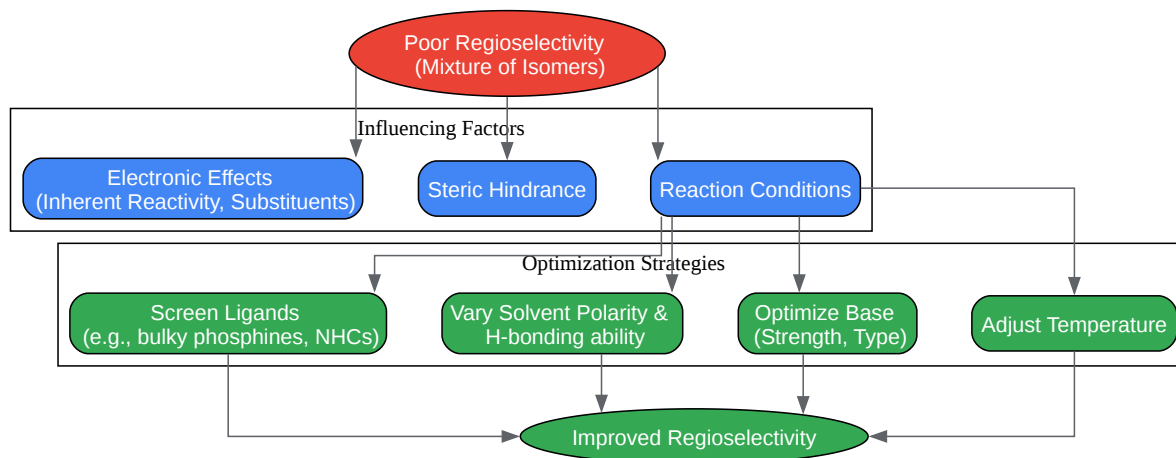 Poor Regioselectivity
(Mixture of Isomers)
Influencing Factors
Electronic Effects
(Inherent Reactivity, Substituents)
Steric Hindrance
Reaction Conditions
Optimization Strategies
Screen Ligands
(e.g., bulky phosphines, NHCs)
Vary Solvent Polarity &
H-bonding ability
Optimize Base
(Strength, Type)
Adjust Temperature
Improved Regioselectivity